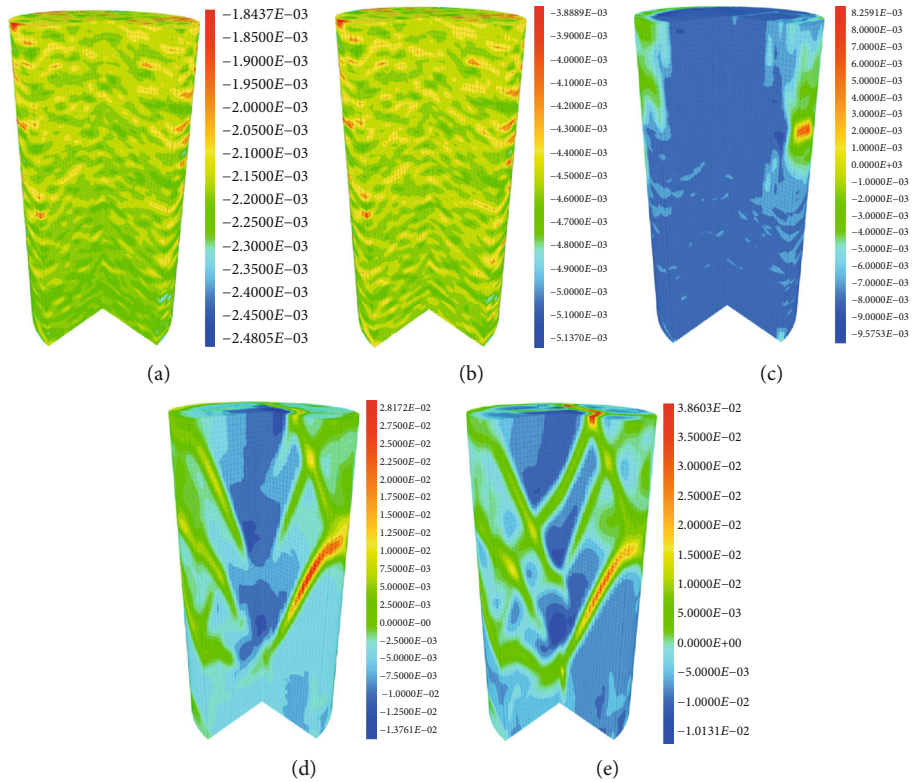 −1.8437E−03
−1.8500E−03
−1.9000E−03
−1.9500E−03
−2.0000E−03
−2.0500E−03
−2.1000E−03
−2.1500E−03
−2.2000E−03
−2.2500E−03
−2.3000E−03
−2.3500E−03
−2.4000E−03
−2.4500E−03
−2.4805E−03
(a)
−3.8889E−03
−3.9000E−03
−4.0000E−03
−4.1000E−03
−4.2000E−03
−4.3000E−03
−4.4000E−03
−4.5000E−03
−4.6000E−03
−4.7000E−03
−4.8000E−03
−4.9000E−03
−5.0000E−03
−5.1000E−03
−5.1370E−03
(b)
8.2591E−03
8.0000E−03
7.0000E−03
6.0000E−03
5.0000E−03
4.0000E−03
3.0000E−03
2.0000E−03
1.0000E−03
0.0000E+03
−1.0000E−03
−2.0000E−03
−3.0000E−03
−4.0000E−03
−5.0000E−03
−6.0000E−03
−7.0000E−03
−8.0000E−03
−9.0000E−03
−9.5753E−03
(c)
2.8172E−02
2.7500E−02
2.5000E−02
2.2500E−02
2.0000E−02
1.7500E−02
1.5000E−02
1.2500E−02
1.0000E−02
7.5000E−03
5.0000E−03
2.5000E−03
0.0000E−00
−2.5000E−03
−5.0000E−03
−7.5000E−03
−1.0000E−02
−1.2500E−02
−1.3761E−02
(d)
3.8603E−02
3.5000E−02
3.0000E−02
2.5000E−02
2.0000E−02
1.5000E−02
1.0000E−02
5.0000E−03
0.0000E+00
−5.0000E−03
−1.0000E−02
−1.0131E−02
(e)